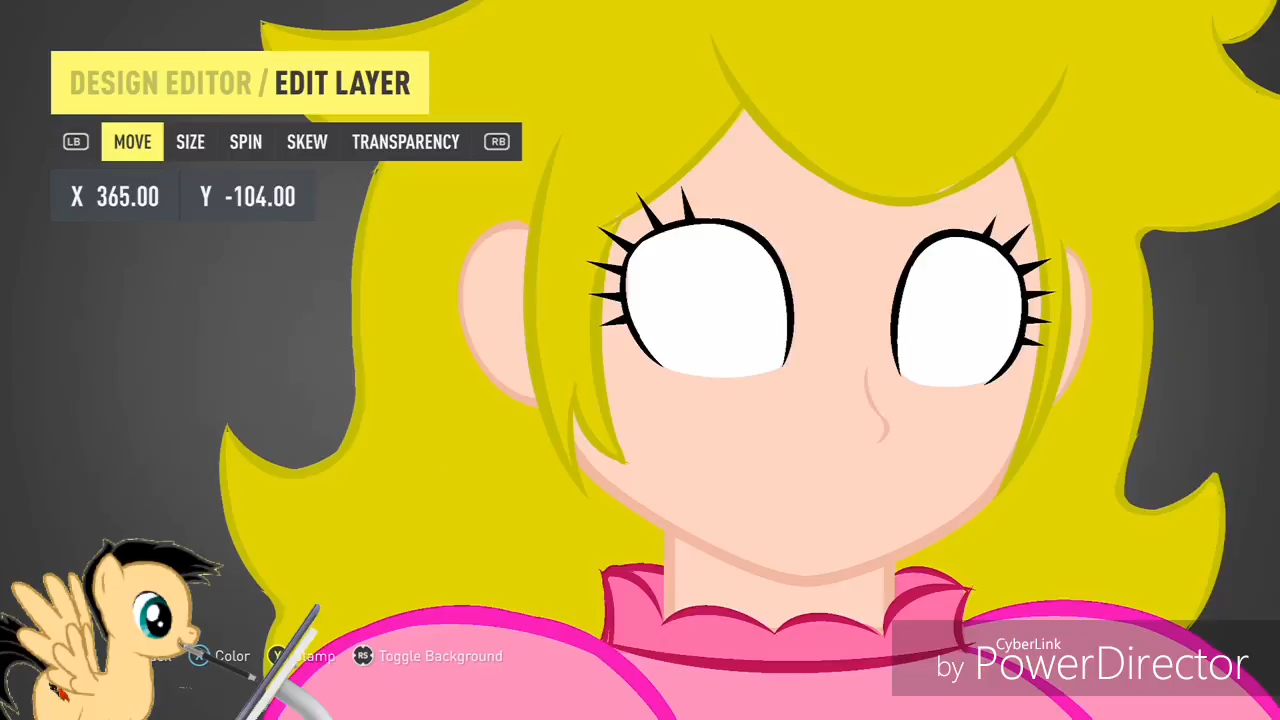 DESIGN EDITOR / EDIT LAYER
LB MOVE SIZE SPIN SKEW TRANSPARENCY RB
X 365.00 Y -104.00
X Color Y RS Toggle Background
CyberLink
by PowerDirector